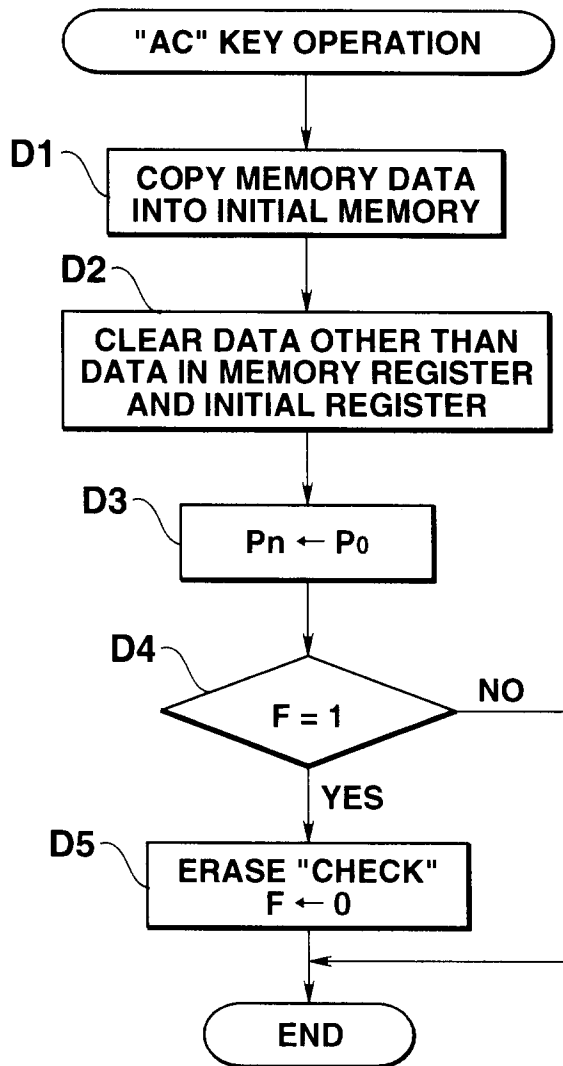 "AC" KEY OPERATION
D1
COPY MEMORY DATA
INTO INITIAL MEMORY
D2
CLEAR DATA OTHER THAN
DATA IN MEMORY REGISTER
AND INITIAL REGISTER
D3
Pn ← P0
D4
F = 1
NO
YES
D5
ERASE "CHECK"
F ← 0
END